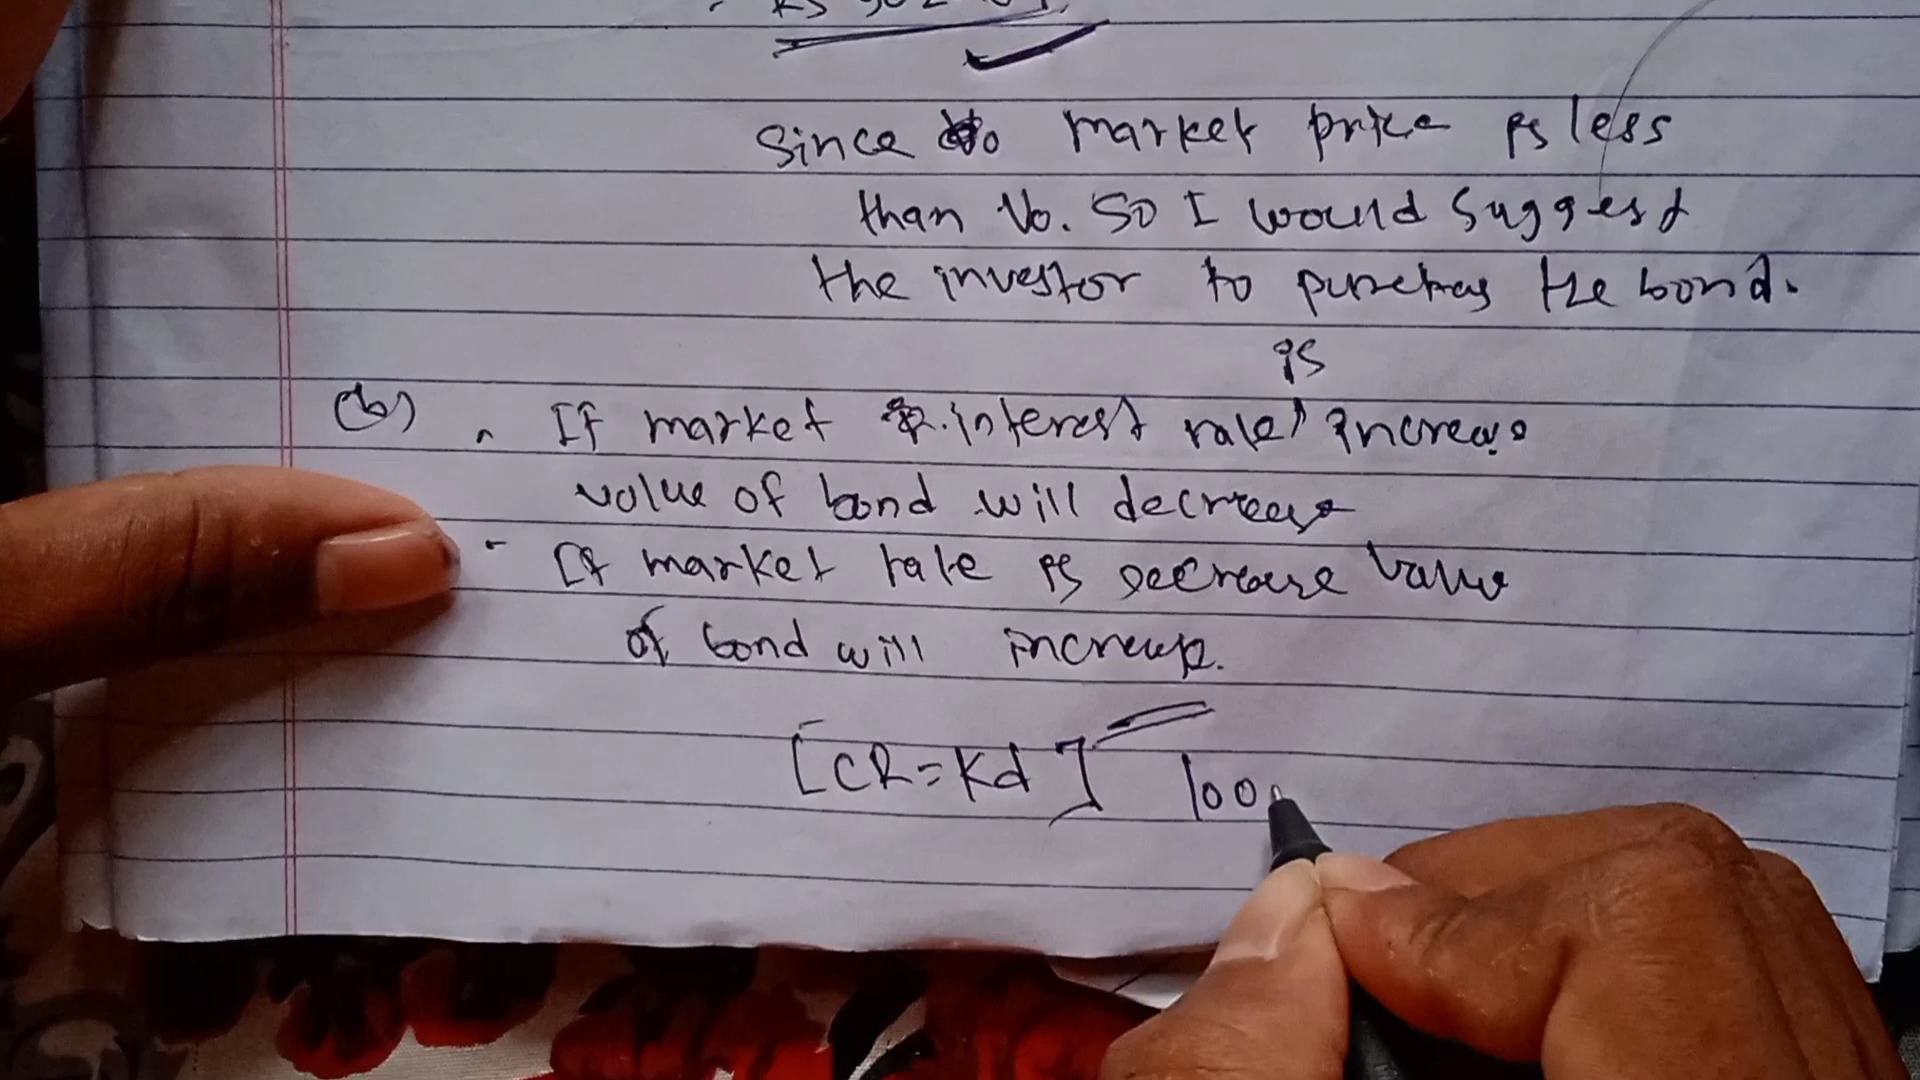 Since market price is less
than Vo. So I would suggest
the investor to purchas the bond.
is
(b) . If market interest rate increase
value of bond will decrease
- If market rate is decrease value
of bond will increase.
[CR = Kd] 100